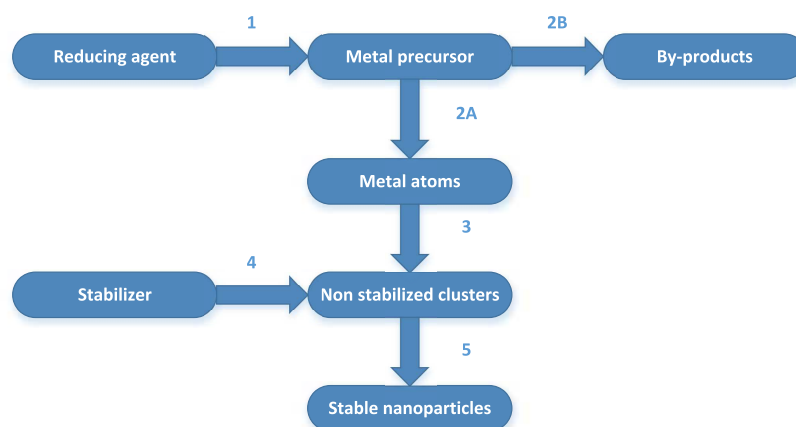 1
2B
Reducing agent
Metal precursor
By-products
2A
Metal atoms
3
4
Stabilizer
Non stabilized clusters
5
Stable nanoparticles